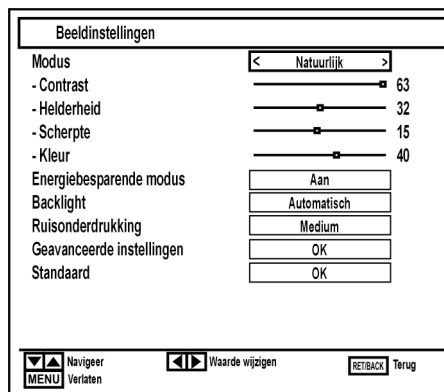 Beeldinstellingen
Modus < Natuurlijk >
- Contrast 63
- Helderheid 32
- Scherpte 15
- Kleur 40
Energiebesparende modus Aan
Backlight Automatisch
Ruisonderdrukking Medium
Geavanceerde instellingen OK
Standaard OK
Navigeer Waarde wijzigen RET/BACK Terug
MENU Verlaten